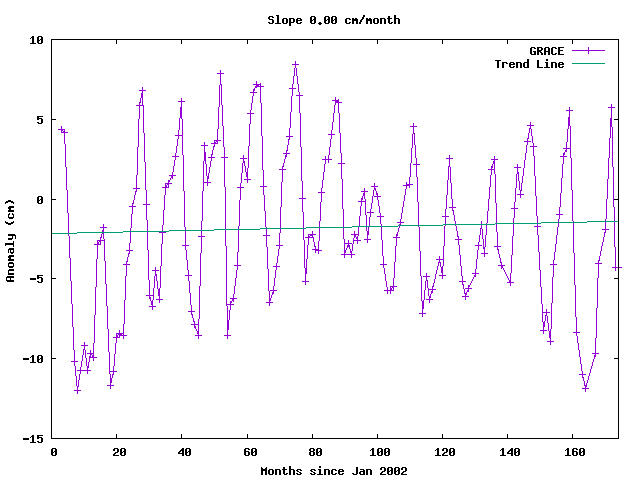 Slope 0.00 cm/month
GRACE
Trend Line
Anomaly (cm)
10
5
0
-5
-10
-15
0 20 40 60 80 100 120 140 160
Months since Jan 2002